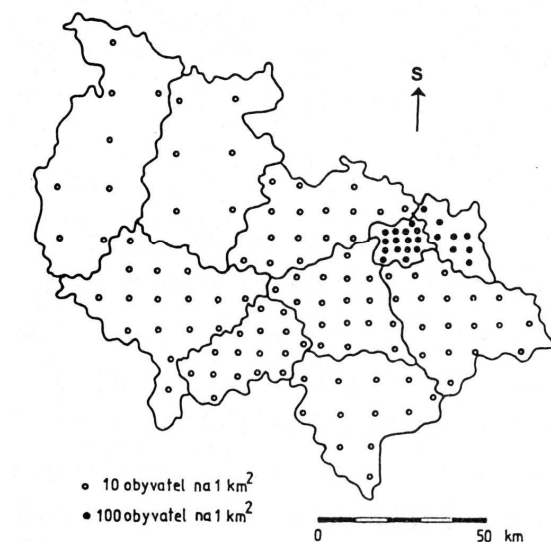 S
○ 10 obyvatel na 1 km²
● 100 obyvatel na 1 km²
0 50 km